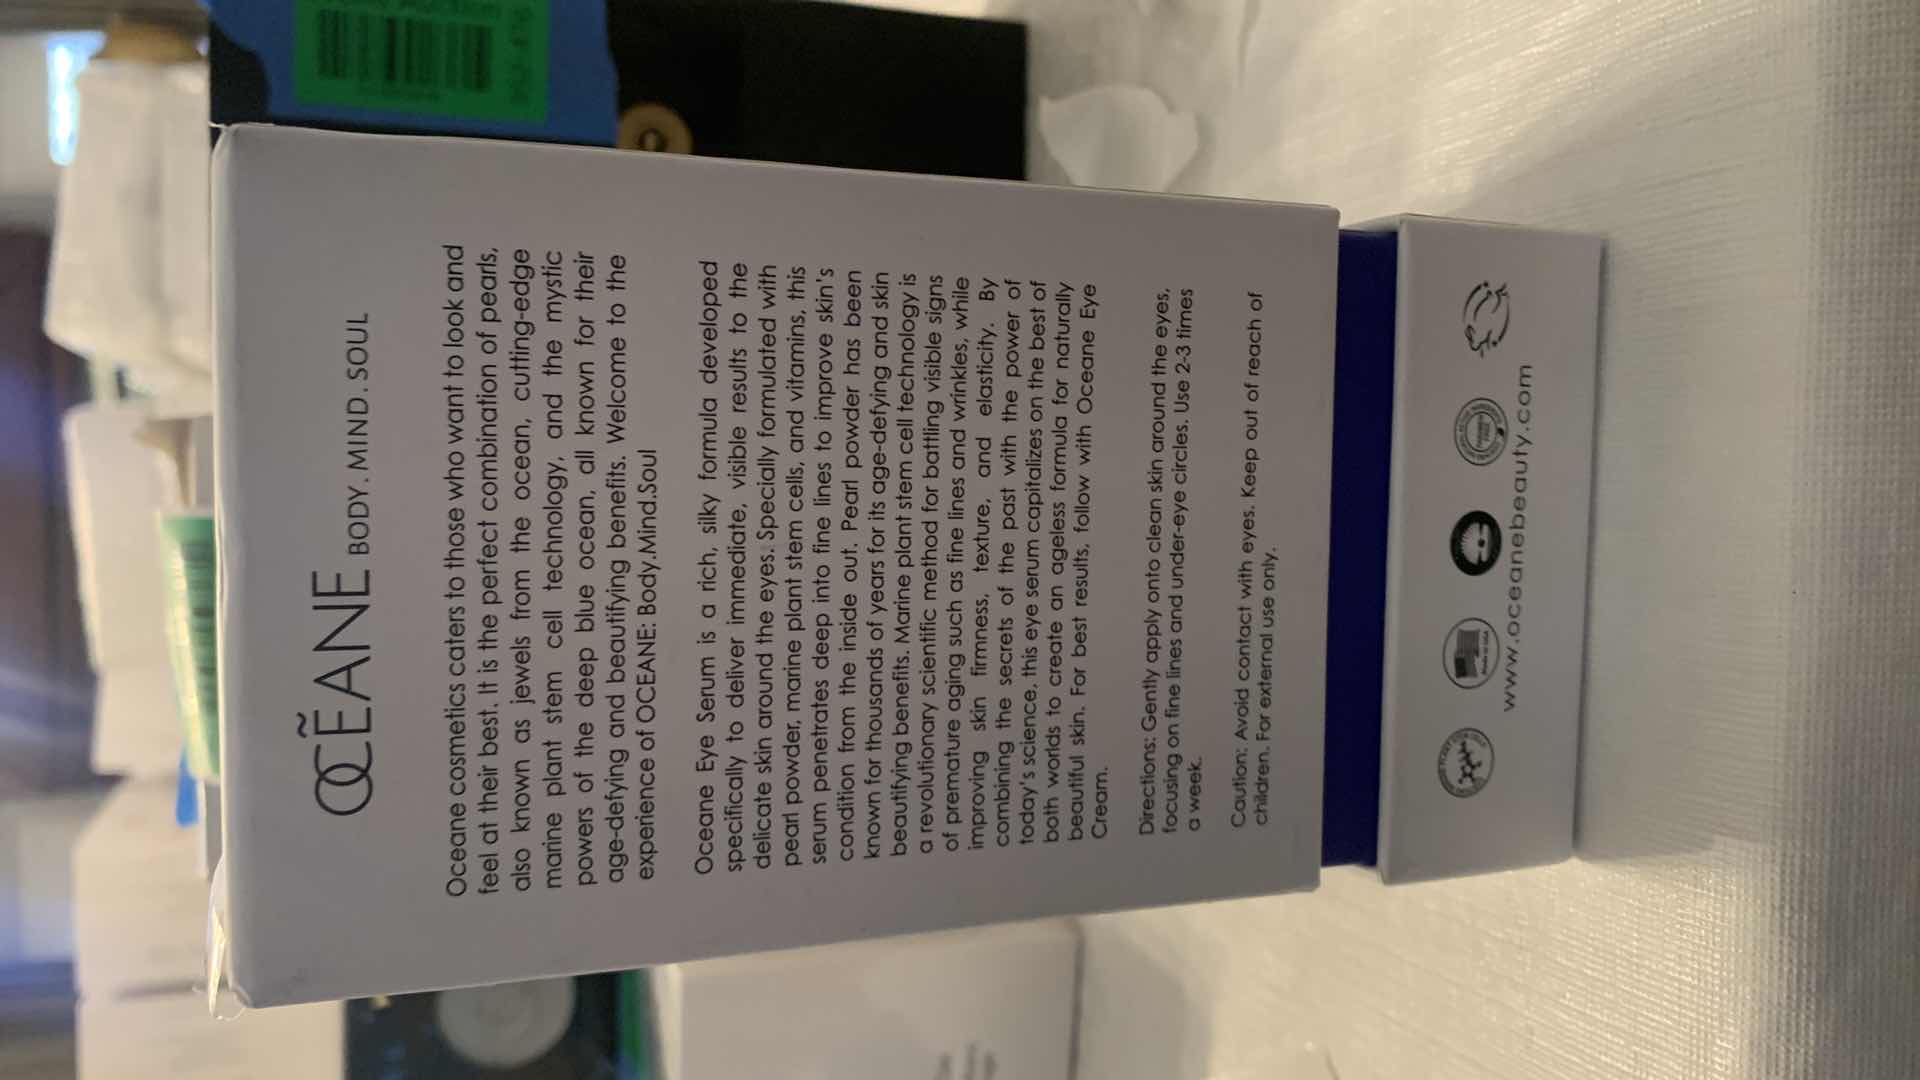 OCĒANE BODY. MIND. SOUL
Oceane cosmetics caters to those who want to look and
feel at their best. It is the perfect combination of pearls,
also known as jewels from the ocean, cutting-edge
marine plant stem cell technology, and the mystic
powers of the deep blue ocean, all known for their
age-defying and beautifying benefits. Welcome to the
experience of OCEANE: Body.Mind.Soul
Oceane Eye Serum is a rich, silky formula developed
specifically to deliver immediate, visible results to the
delicate skin around the eyes. Specially formulated with
pearl powder, marine plant stem cells, and vitamins, this
serum penetrates deep into fine lines to improve skin's
condition from the inside out. Pearl powder has been
known for thousands of years for its age-defying and skin
beautifying benefits. Marine plant stem cell technology is
a revolutionary scientific method for battling visible signs
of premature aging such as fine lines and wrinkles, while
improving skin firmness, texture, and elasticity. By
combining the secrets of the past with the power of
today's science, this eye serum capitalizes on the best of
both worlds to create an ageless formula for naturally
beautiful skin. For best results, follow with Oceane Eye
Cream.
Directions: Gently apply onto clean skin around the eyes,
focusing on fine lines and under-eye circles. Use 2-3 times
a week.
Caution: Avoid contact with eyes. Keep out of reach of
children. For external use only.
www.oceanebeauty.com